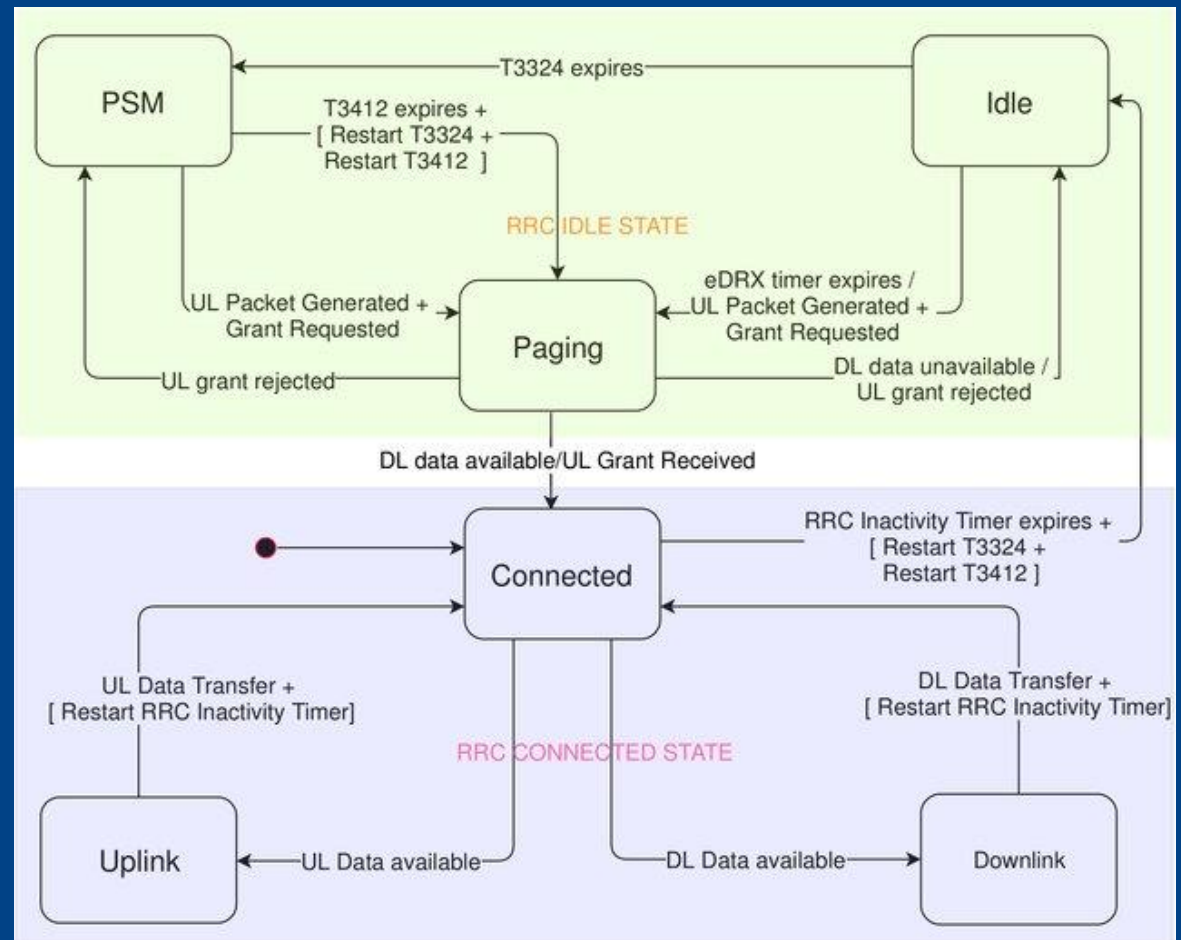 T3324 expires
PSM
Idle
T3412 expires +
[ Restart T3324 +
Restart T3412 ]
RRC IDLE STATE
UL Packet Generated +
Grant Requested
eDRX timer expires /
UL Packet Generated +
Grant Requested
Paging
UL grant rejected
DL data unavailable /
UL grant rejected
DL data available/UL Grant Received
Connected
RRC Inactivity Timer expires +
[ Restart T3324 +
Restart T3412 ]
UL Data Transfer +
[ Restart RRC Inactivity Timer]
DL Data Transfer +
[ Restart RRC Inactivity Timer]
RRC CONNECTED STATE
Uplink
UL Data available
DL Data available
Downlink